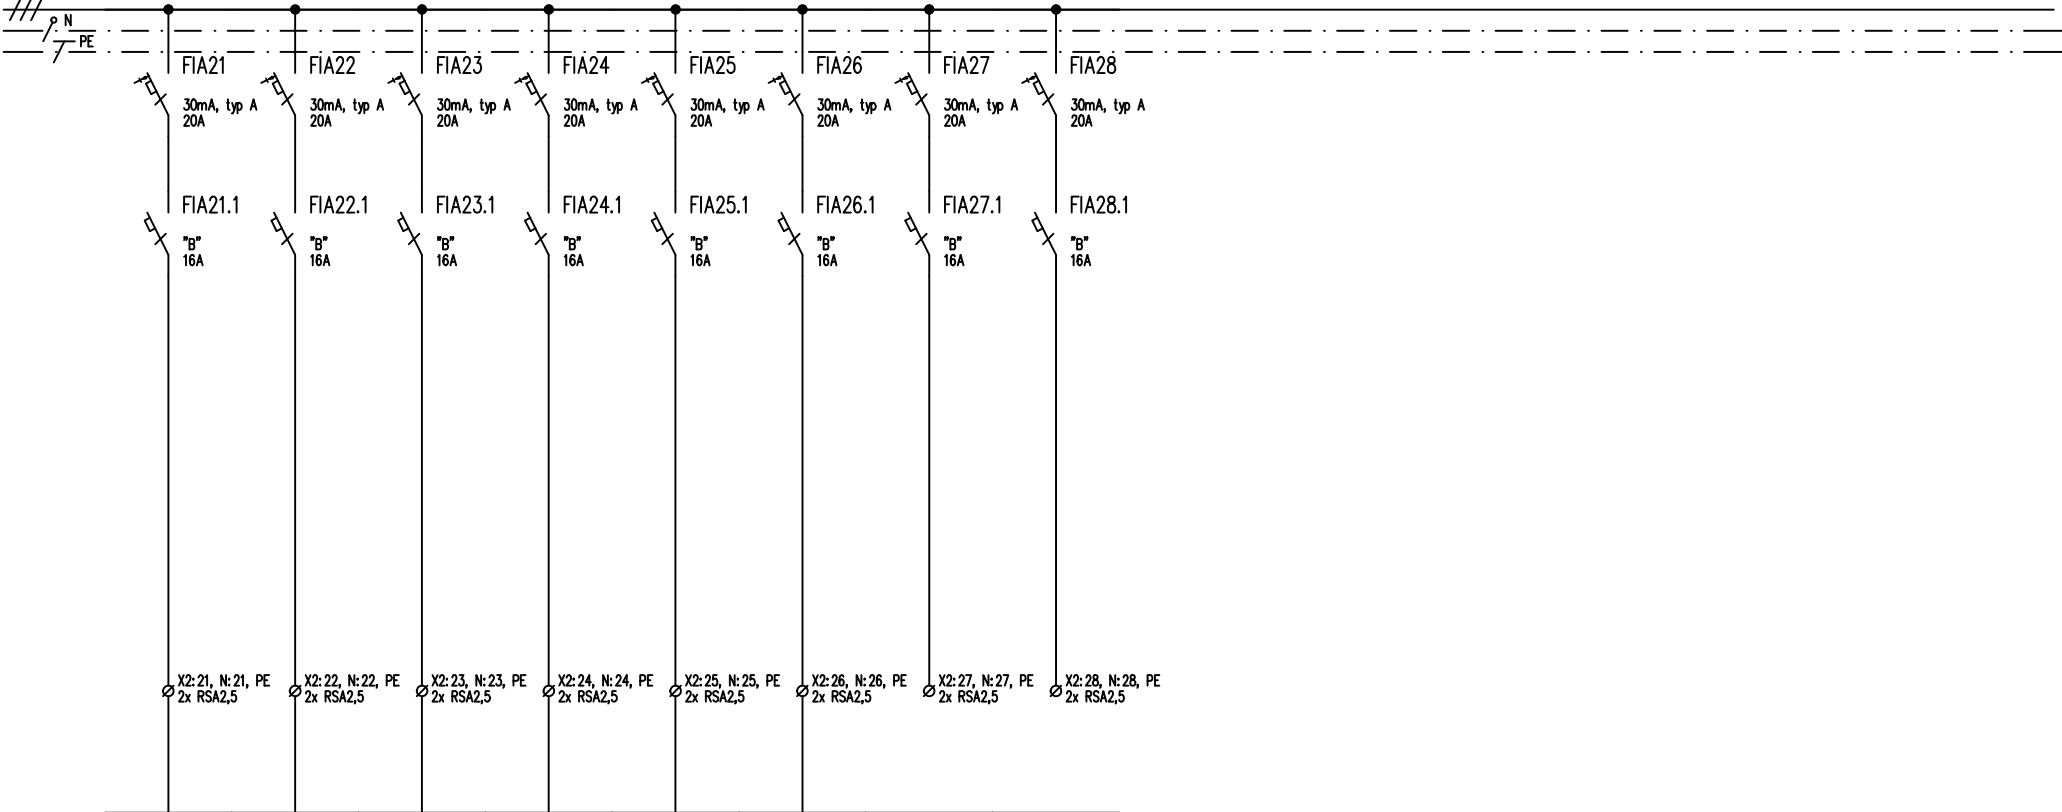 N
PE
FIA21
30mA, typ A
20A
FIA22
30mA, typ A
20A
FIA23
30mA, typ A
20A
FIA24
30mA, typ A
20A
FIA25
30mA, typ A
20A
FIA26
30mA, typ A
20A
FIA27
30mA, typ A
20A
FIA28
30mA, typ A
20A
FIA21.1
"B"
16A
FIA22.1
"B"
16A
FIA23.1
"B"
16A
FIA24.1
"B"
16A
FIA25.1
"B"
16A
FIA26.1
"B"
16A
FIA27.1
"B"
16A
FIA28.1
"B"
16A
X2:21, N:21, PE
2x RSA2,5
X2:22, N:22, PE
2x RSA2,5
X2:23, N:23, PE
2x RSA2,5
X2:24, N:24, PE
2x RSA2,5
X2:25, N:25, PE
2x RSA2,5
X2:26, N:26, PE
2x RSA2,5
X2:27, N:27, PE
2x RSA2,5
X2:28, N:28, PE
2x RSA2,5